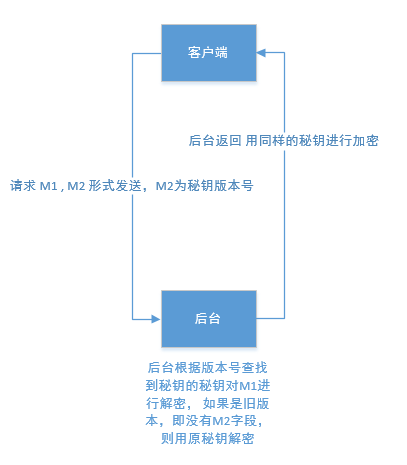 客户端
后台返回 用同样的秘钥进行加密
请求 M1 , M2 形式发送，M2为秘钥版本号
后台
后台根据版本号查找
到秘钥的秘钥对M1进
行解密， 如果是旧版
本，即没有M2字段，
则用原秘钥解密